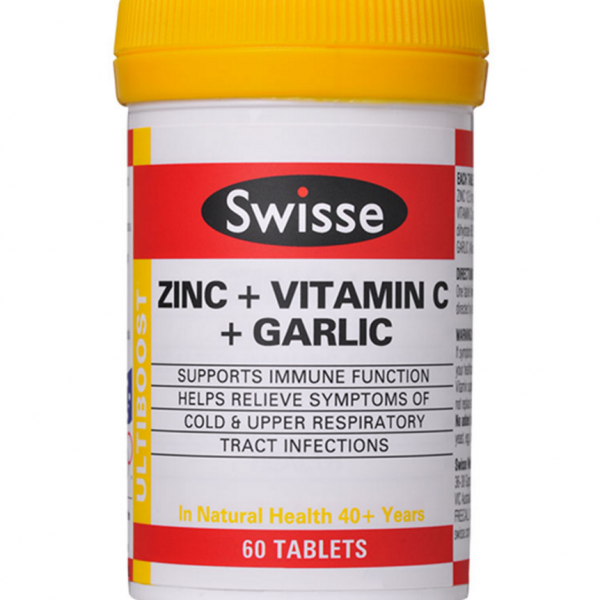 Swisse
ZINC + VITAMIN C
+ GARLIC
SUPPORTS IMMUNE FUNCTION
HELPS RELIEVE SYMPTOMS OF
COLD & UPPER RESPIRATORY
TRACT INFECTIONS
In Natural Health 40+ Years
60 TABLETS
ULTIBOOST